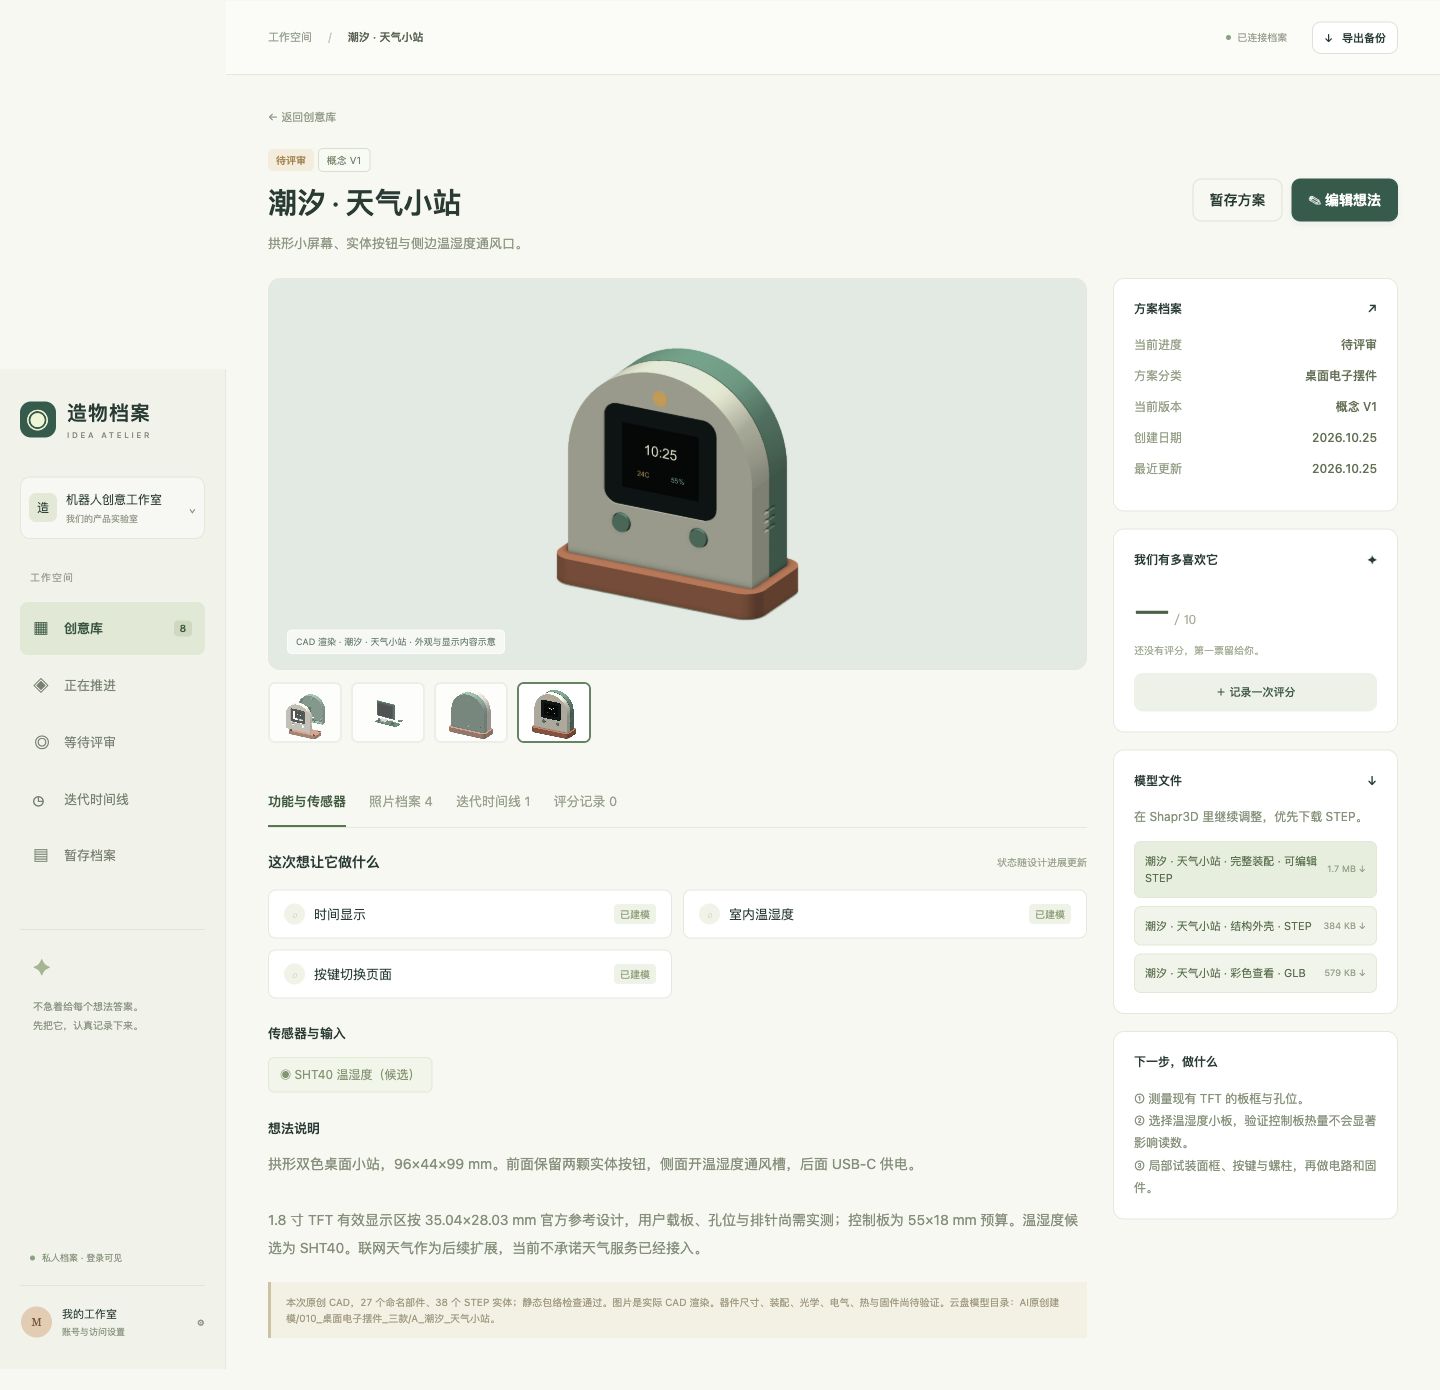 工作空间 / 潮汐 · 天气小站
已连接档案
↓ 导出备份
← 返回创意库
待评审 概念 V1
潮汐 · 天气小站
拱形小屏幕、实体按钮与侧边温湿度通风口。
暂存方案
✎ 编辑想法
造物档案
IDEA ATELIER
造
机器人创意工作室
我们的产品实验室
工作空间
创意库 8
正在推进
等待评审
迭代时间线
暂存档案
不急着给每个想法答案。
先把它，认真记录下来。
私人档案 · 登录可见
M
我的工作室
账号与访问设置
10:25
24C 55%
CAD 渲染 · 潮汐 · 天气小站 · 外观与显示内容示意
功能与传感器 照片档案 4 迭代时间线 1 评分记录 0
这次想让它做什么
状态随设计进展更新
时间显示 已建模
室内温湿度 已建模
按键切换页面 已建模
传感器与输入
◉ SHT40 温湿度（候选）
想法说明
拱形双色桌面小站，96×44×99 mm。前面保留两颗实体按钮，侧面开温湿度通风槽，后面 USB-C 供电。
1.8 寸 TFT 有效显示区按 35.04×28.03 mm 官方参考设计，用户载板、孔位与排针尚需实测；控制板为 55×18 mm 预算。温湿度候
选为 SHT40。联网天气作为后续扩展，当前不承诺天气服务已经接入。
本次原创 CAD，27 个命名部件、38 个 STEP 实体；静态包络检查通过。图片是实际 CAD 渲染。器件尺寸、装配、光学、电气、热与固件尚待验证。云盘模型目录：AI原创建
模/010_桌面电子摆件_三款/A_潮汐_天气小站。
方案档案 ↗
当前进度 待评审
方案分类 桌面电子摆件
当前版本 概念 V1
创建日期 2026.10.25
最近更新 2026.10.25
我们有多喜欢它 ✦
— / 10
还没有评分，第一票留给你。
＋ 记录一次评分
模型文件 ↓
在 Shapr3D 里继续调整，优先下载 STEP。
潮汐 · 天气小站 · 完整装配 · 可编辑
STEP
1.7 MB ↓
潮汐 · 天气小站 · 结构外壳 · STEP 384 KB ↓
潮汐 · 天气小站 · 彩色查看 · GLB 579 KB ↓
下一步，做什么
① 测量现有 TFT 的板框与孔位。
② 选择温湿度小板，验证控制板热量不会显著
影响读数。
③ 局部试装面框、按键与螺柱，再做电路和固
件。